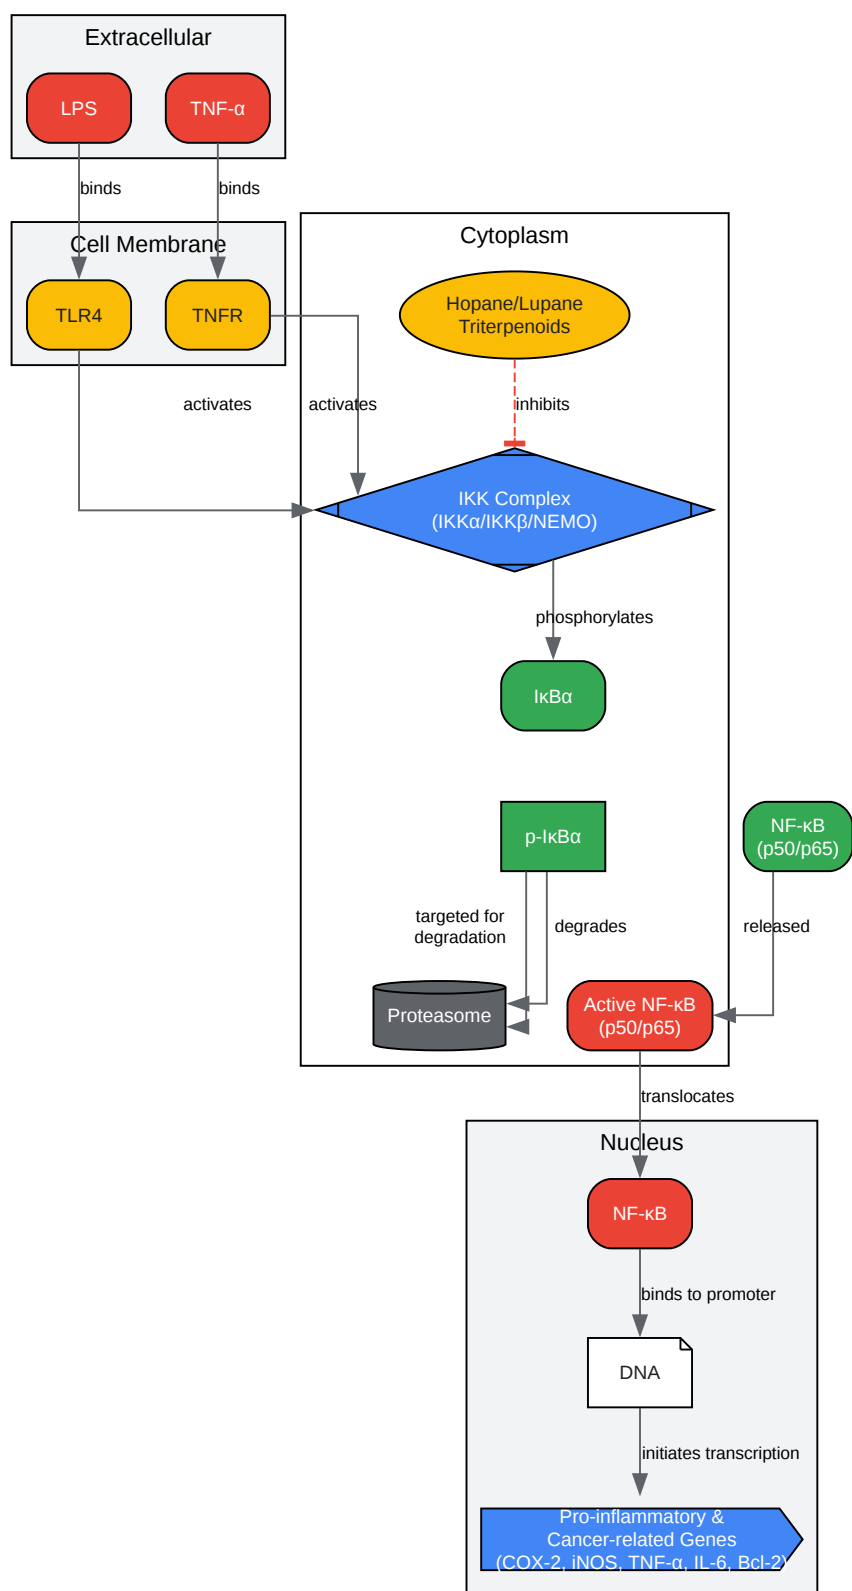 Extracellular
LPS
TNF-α
binds
binds
Cell Membrane
TLR4
TNFR
Cytoplasm
Hopane/Lupane
Triterpenoids
activates
activates
inhibits
IKK Complex
(IKKα/IKKβ/NEMO)
phosphorylates
IκBα
p-IκBα
NF-κB
(p50/p65)
targeted for
degradation
degrades
released
Proteasome
Active NF-κB
(p50/p65)
translocates
Nucleus
NF-κB
binds to promoter
DNA
initiates transcription
Pro-inflammatory &
Cancer-related Genes
(COX-2, iNOS, TNF-α, IL-6, Bcl-2)